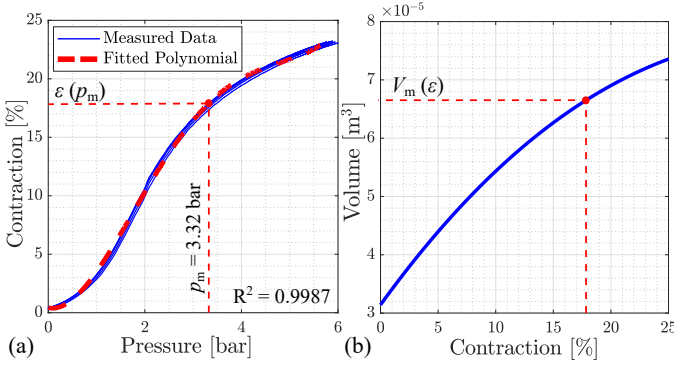 Measured Data
Fitted Polynomial
ε (pₘ)
pₘ = 3.32 bar
R² = 0.9987
Contraction [%]
25
20
15
10
5
0
0
2
4
6
(a)
Pressure [bar]
×10⁻⁵
Vₘ (ε)
Volume [m³]
8
7
6
5
4
3
0
5
10
15
20
25
(b)
Contraction [%]